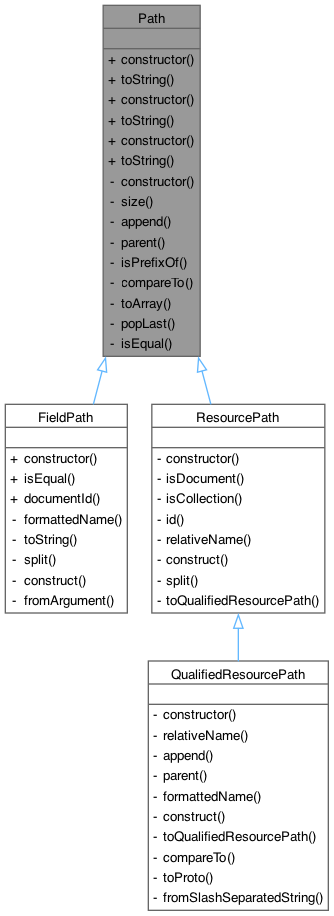 Path
+ constructor()
+ toString()
+ constructor()
+ toString()
+ constructor()
+ toString()
- constructor()
- size()
- append()
- parent()
- isPrefixOf()
- compareTo()
- toArray()
- popLast()
- isEqual()
FieldPath
+ constructor()
+ isEqual()
+ documentId()
- formattedName()
- toString()
- split()
- construct()
- fromArgument()
ResourcePath
- constructor()
- isDocument()
- isCollection()
- id()
- relativeName()
- construct()
- split()
- toQualifiedResourcePath()
QualifiedResourcePath
- constructor()
- relativeName()
- append()
- parent()
- formattedName()
- construct()
- toQualifiedResourcePath()
- compareTo()
- toProto()
- fromSlashSeparatedString()